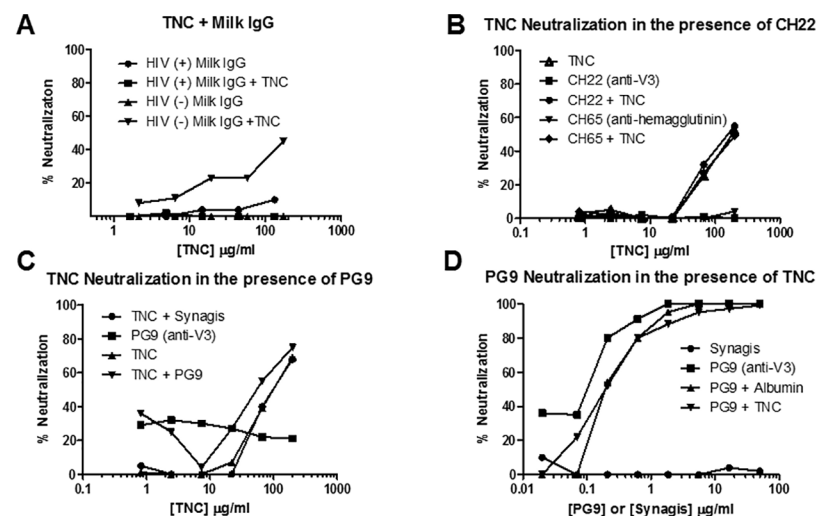 A
TNC + Milk IgG
HIV (+) Milk IgG
HIV (+) Milk IgG + TNC
HIV (-) Milk IgG
HIV (-) Milk IgG +TNC
% Neutralization
100
80
60
40
20
1
10
100
1000
[TNC] µg/ml
B
TNC Neutralization in the presence of CH22
TNC
CH22 (anti-V3)
CH22 + TNC
CH65 (anti-hemagglutinin)
CH65 + TNC
% Neutralization
100
80
60
40
20
0
0.1
1
10
100
1000
[TNC] µg/ml
C
TNC Neutralization in the presence of PG9
TNC + Synagis
PG9 (anti-V3)
TNC
TNC + PG9
% Neutralization
100
80
60
40
20
0
0.1
1
10
100
1000
[TNC] µg/ml
D
PG9 Neutralization in the presence of TNC
Synagis
PG9 (anti-V3)
PG9 + Albumin
PG9 + TNC
% Neutralization
100
80
60
40
20
0
0.01
0.1
1
10
100
[PG9] or [Synagis] µg/ml